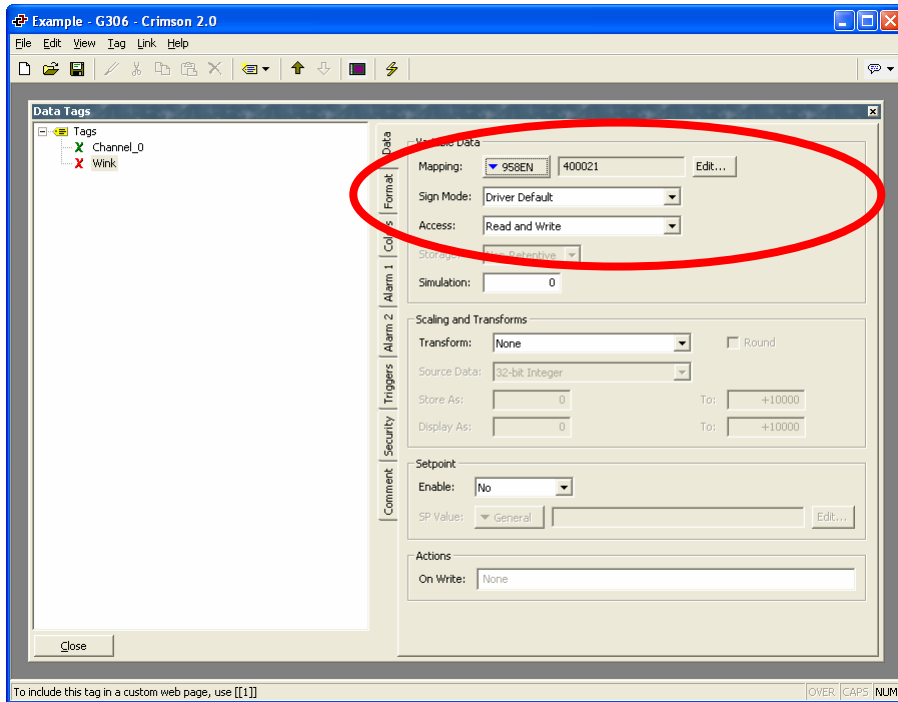 Example - G306 - Crimson 2.0
File Edit View Tag Link Help
Data Tags
Tags
Channel_0
Wink
Data
Format
Colors
Alarm 1
Alarm 2
Triggers
Security
Comment
Variable Data
Mapping: 958EN 400021 Edit...
Sign Mode: Driver Default
Access: Read and Write
Storage: Non Retentive
Simulation: 0
Scaling and Transforms
Transform: None Round
Source Data: 32-bit Integer
Store As: 0 To: +10000
Display As: 0 To: +10000
Setpoint
Enable: No
SP Value: General Edit...
Actions
On Write: None
Close
To include this tag in a custom web page, use [[1]] OVER CAPS NUM